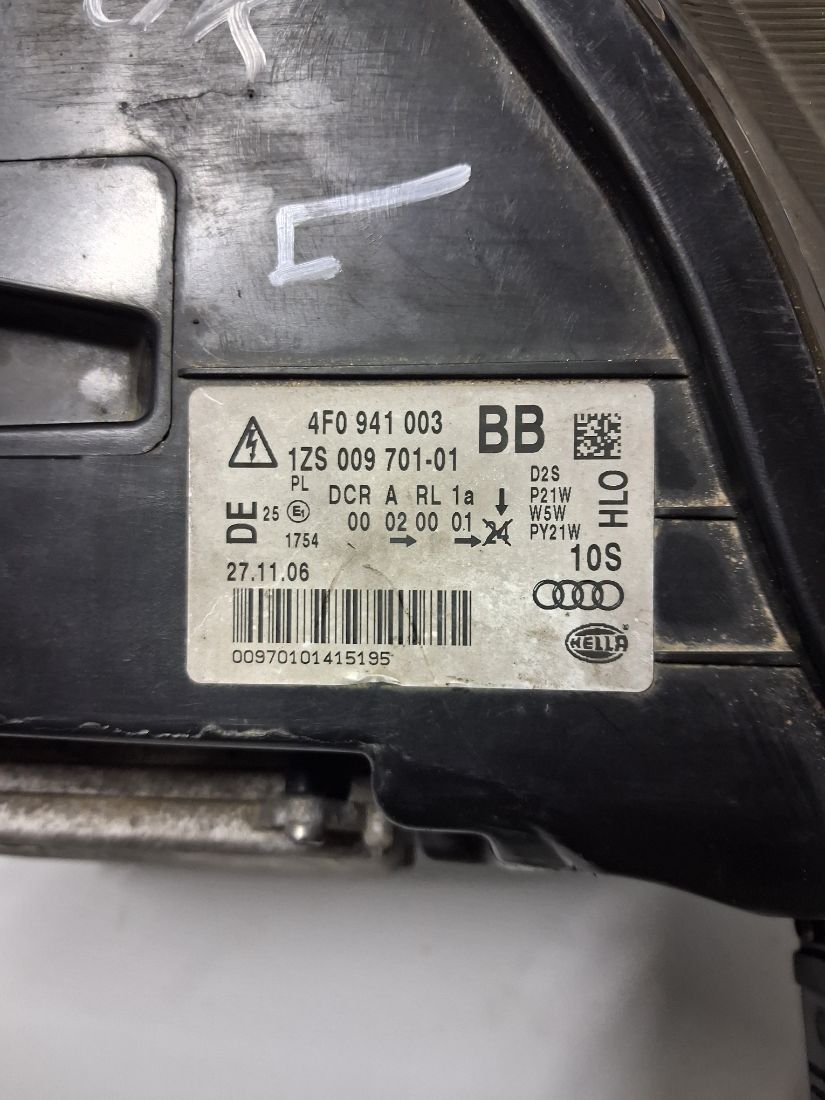 4F0 941 003 BB
1ZS 009 701-01
PL
DCR A RL 1a
D2S
P21W
W5W
PY21W
HLO
DE 25 E1
00 02 00 01 24
1754
10S
27.11.06
00970101415195
HELLA